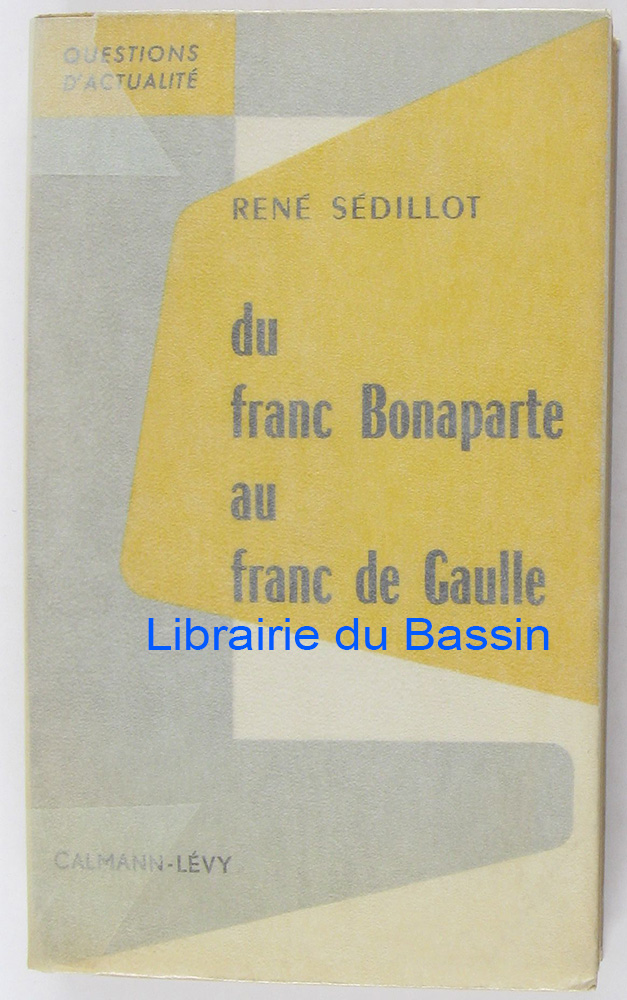 QUESTIONS
D'ACTUALITÉ
RENÉ SÉDILLOT
du
franc Bonaparte
au
franc de Gaulle
Librairie du Bassin
CALMANN-LÉVY